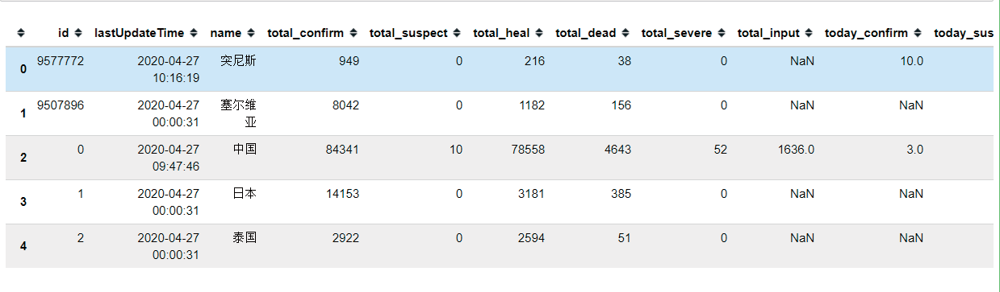 id lastUpdateTime name total_confirm total_suspect total_heal total_dead total_severe total_input today_confirm today_sus
0 9577772 2020-04-27 突尼斯 949 0 216 38 0 NaN 10.0
10:16:19
1 9507896 2020-04-27 塞尔维 8042 0 1182 156 0 NaN NaN
00:00:31 亚
2 0 2020-04-27 中国 84341 10 78558 4643 52 1636.0 3.0
09:47:46
3 1 2020-04-27 日本 14153 0 3181 385 0 NaN NaN
00:00:31
4 2 2020-04-27 泰国 2922 0 2594 51 0 NaN NaN
00:00:31